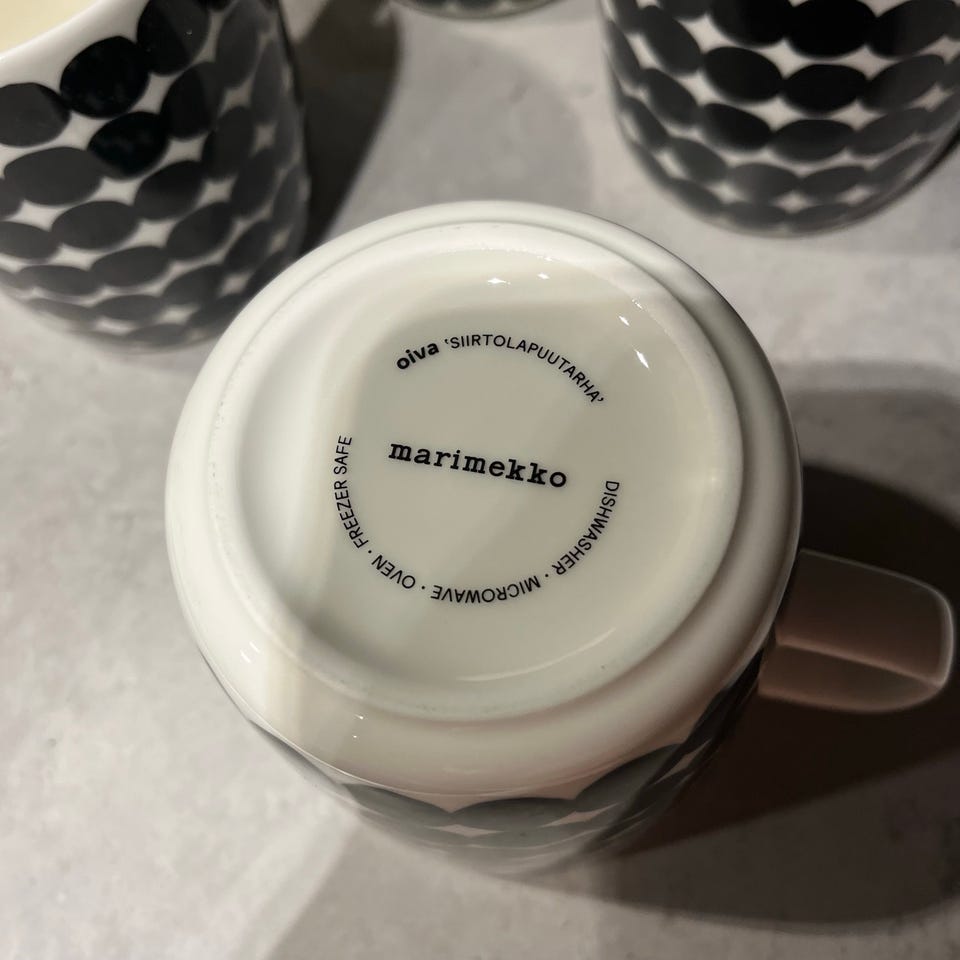 oiva 'SIIRTOLAPUUTARHA'
marimekko
DISHWASHER · MICROWAVE · OVEN · FREEZER SAFE